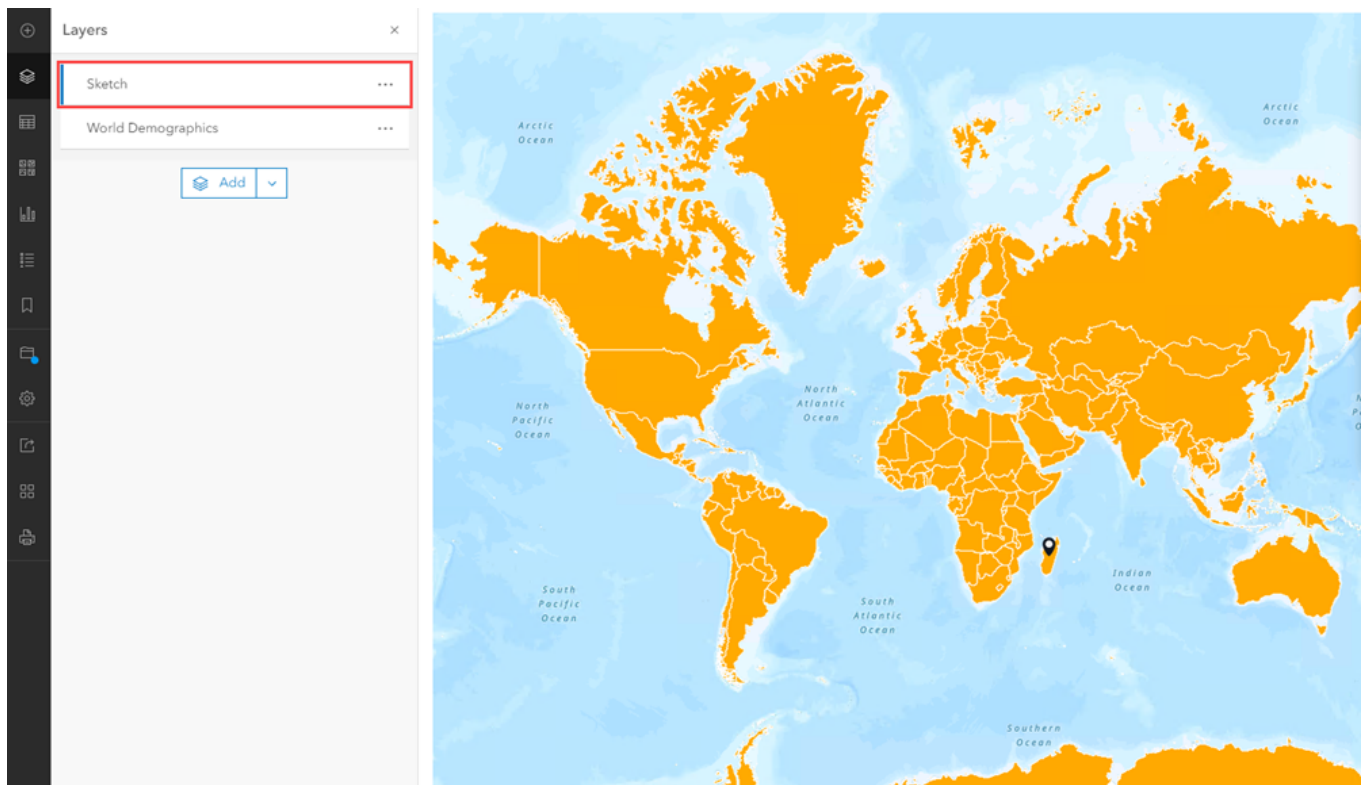 Layers
Sketch
World Demographics
Add
Arctic
Ocean
Arctic
Ocean
North
Pacific
Ocean
North
Atlantic
Ocean
South
Pacific
Ocean
South
Atlantic
Ocean
Indian
Ocean
Southern
Ocean